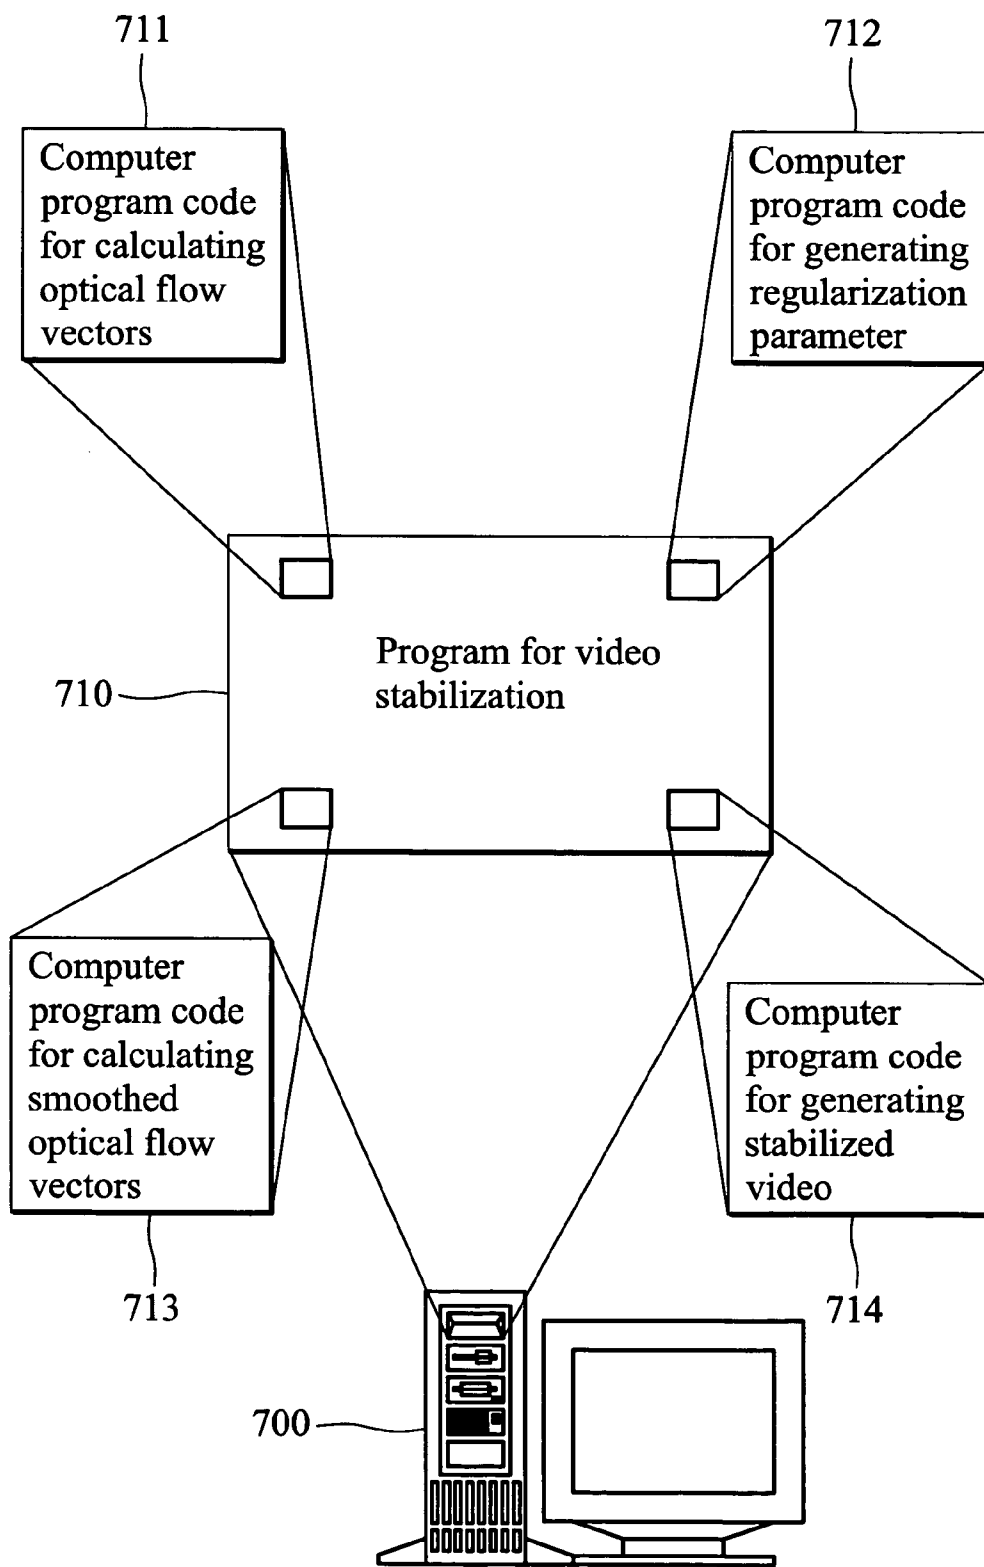 711
712
Computer
program code
for calculating
optical flow
vectors
Computer
program code
for generating
regularization
parameter
Program for video
stabilization
710
Computer
program code
for calculating
smoothed
optical flow
vectors
Computer
program code
for generating
stabilized
video
713
714
700